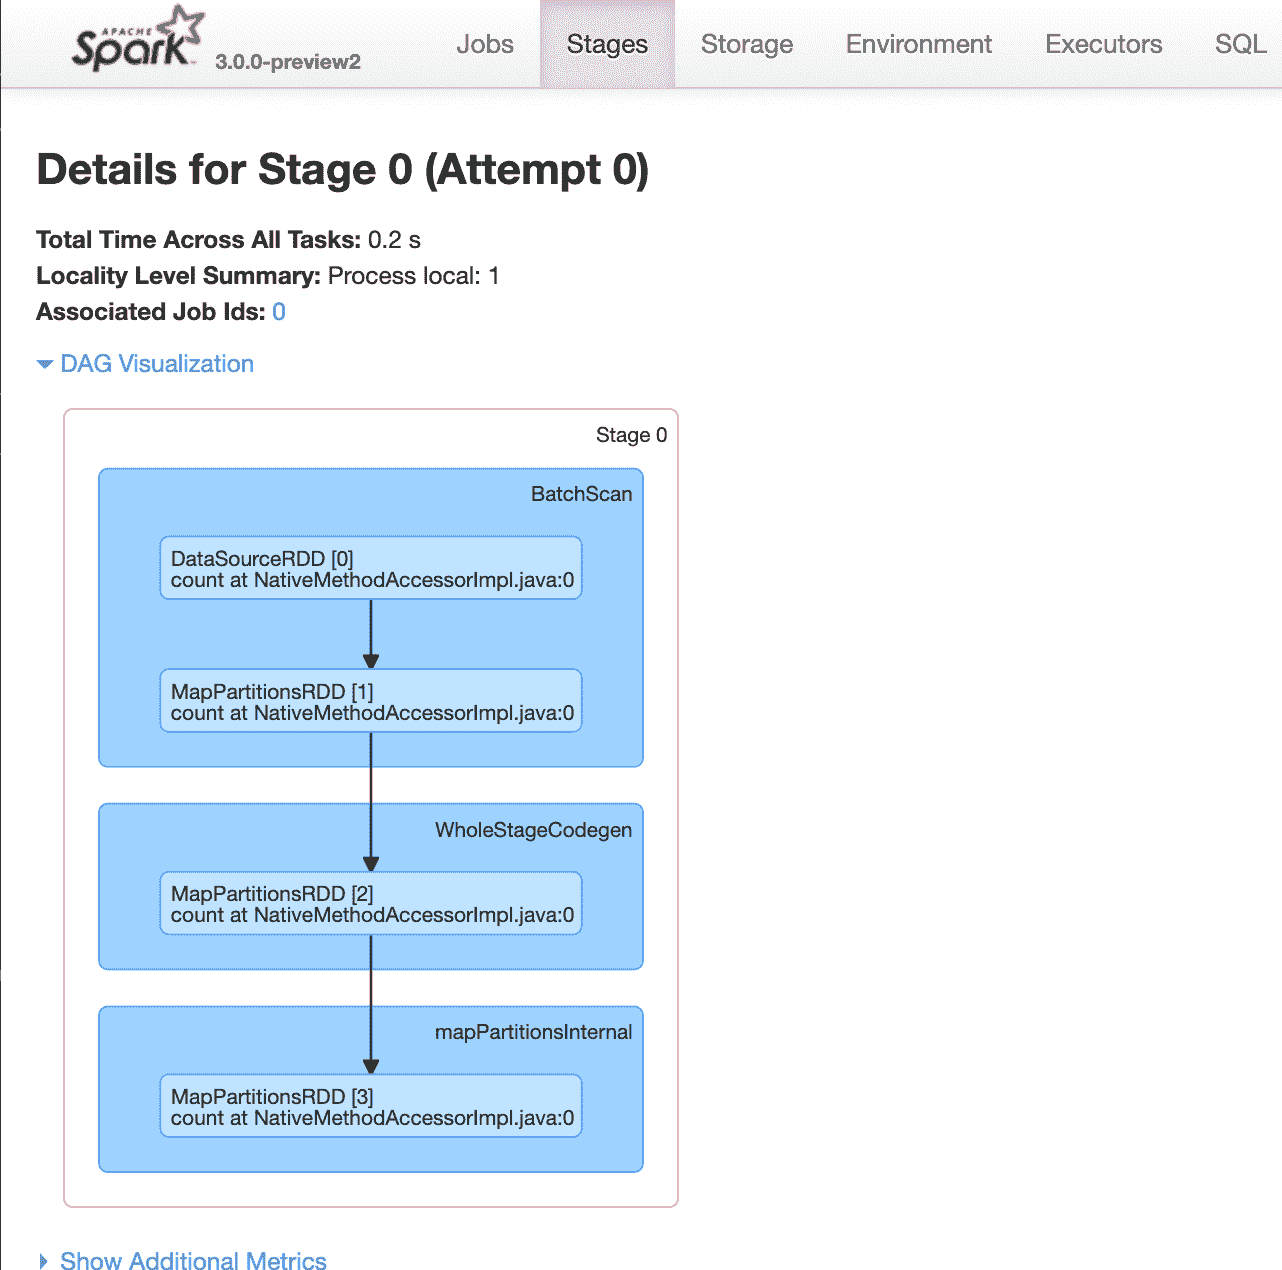 APACHE
Spark 3.0.0-preview2
Jobs Stages Storage Environment Executors SQL
Details for Stage 0 (Attempt 0)
Total Time Across All Tasks: 0.2 s
Locality Level Summary: Process local: 1
Associated Job Ids: 0
DAG Visualization
Stage 0
BatchScan
DataSourceRDD [0]
count at NativeMethodAccessorImpl.java:0
MapPartitionsRDD [1]
count at NativeMethodAccessorImpl.java:0
WholeStageCodegen
MapPartitionsRDD [2]
count at NativeMethodAccessorImpl.java:0
mapPartitionsInternal
MapPartitionsRDD [3]
count at NativeMethodAccessorImpl.java:0
Show Additional Metrics